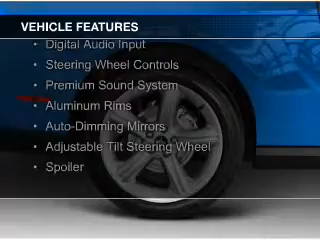 VEHICLE FEATURES
• Digital Audio Input
• Steering Wheel Controls
• Premium Sound System
• Aluminum Rims
• Auto-Dimming Mirrors
• Adjustable Tilt Steering Wheel
• Spoiler